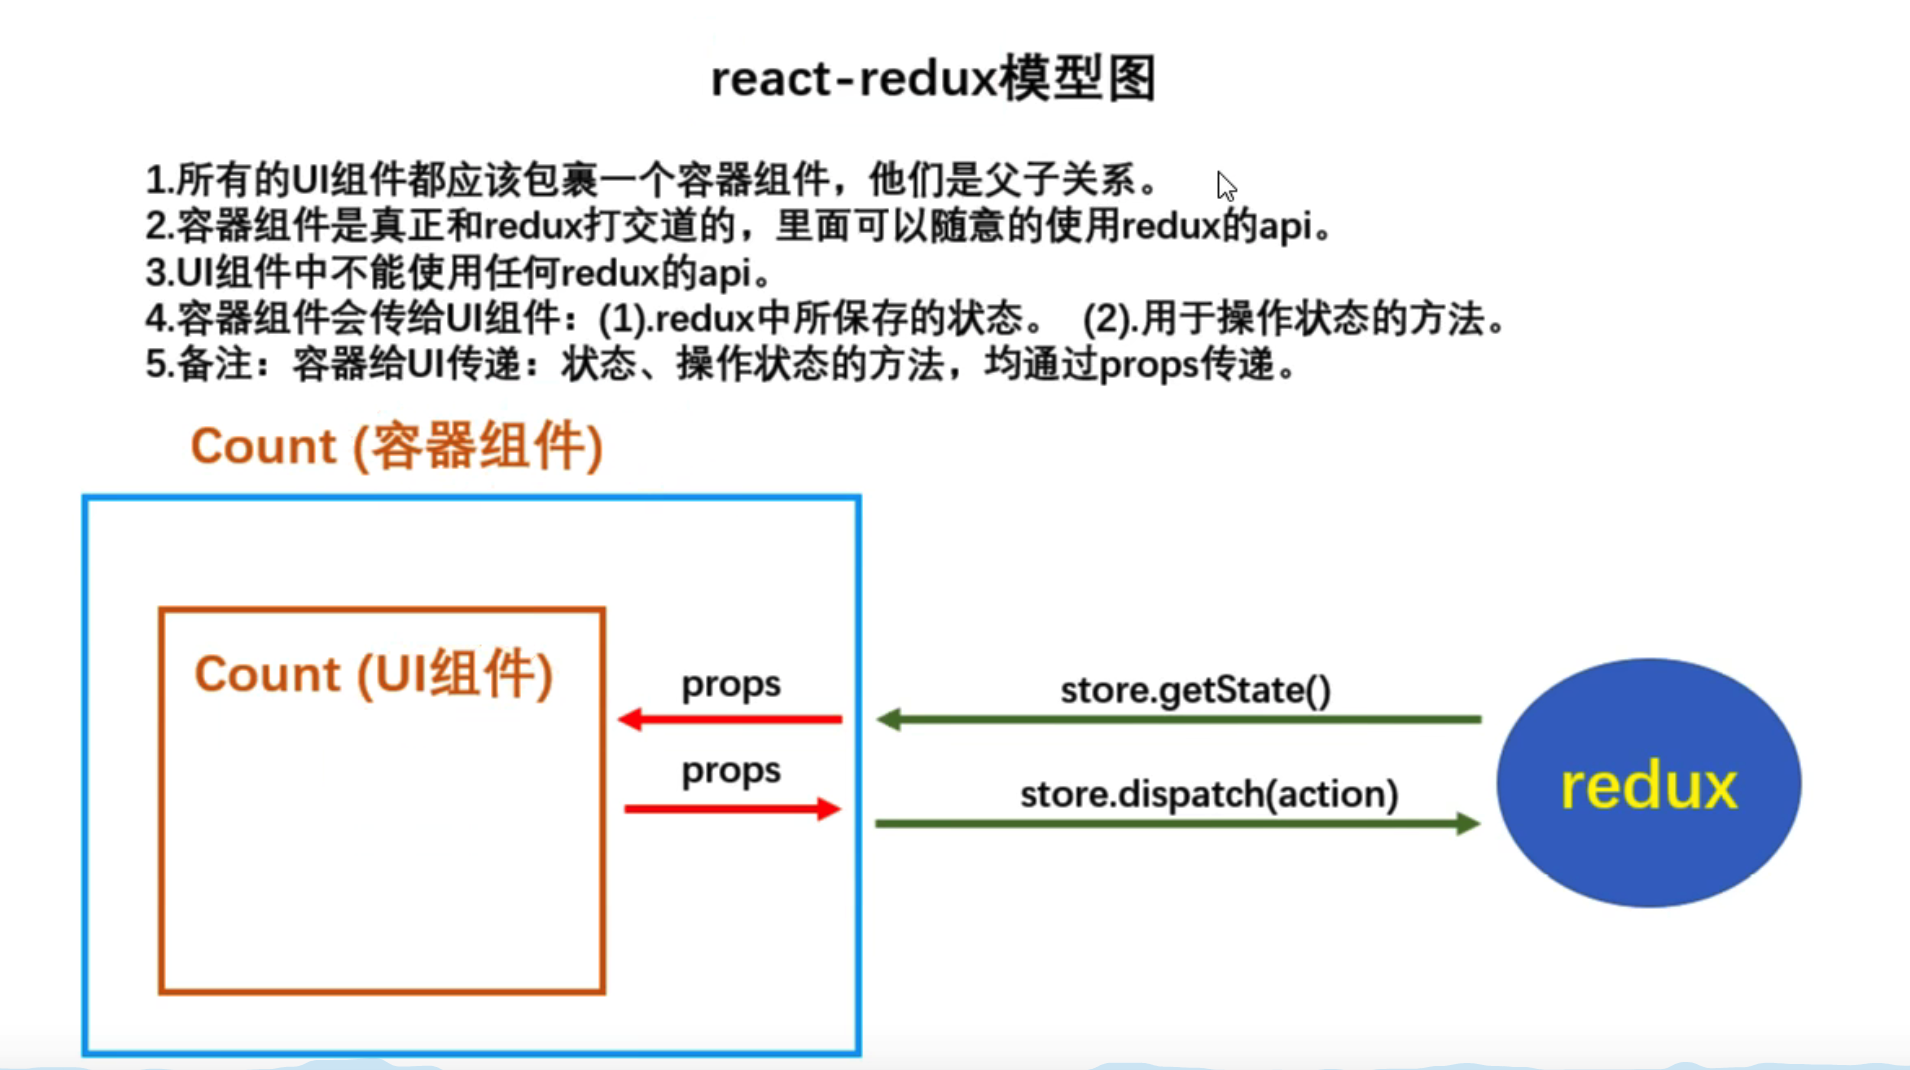 react-redux模型图
1.所有的UI组件都应该包裹一个容器组件，他们是父子关系。
2.容器组件是真正和redux打交道的，里面可以随意的使用redux的api。
3.UI组件中不能使用任何redux的api。
4.容器组件会传给UI组件：(1).redux中所保存的状态。 (2).用于操作状态的方法。
5.备注：容器给UI传递：状态、操作状态的方法，均通过props传递。
Count (容器组件)
Count (UI组件)
props
store.getState()
props
store.dispatch(action)
redux